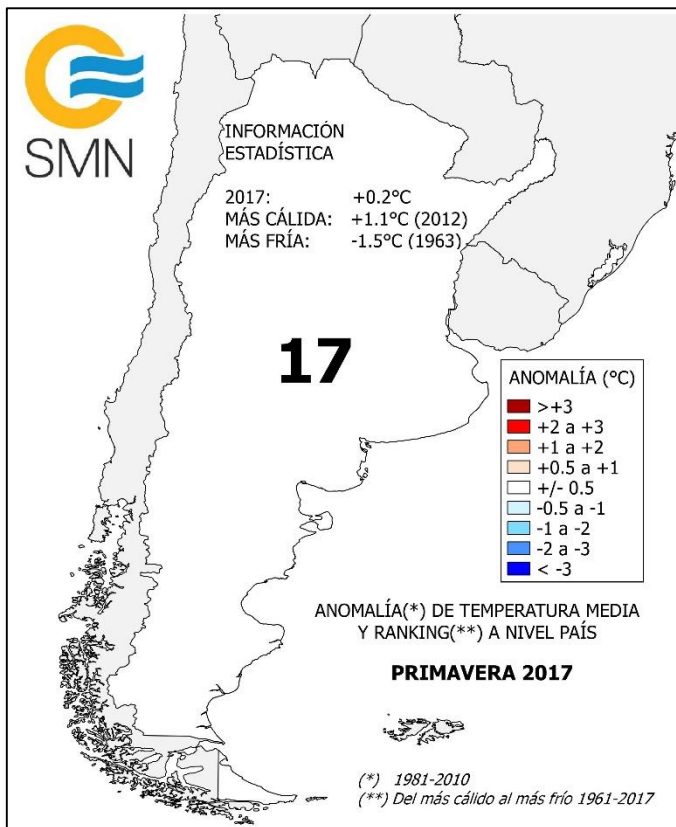 SMN
INFORMACIÓN
ESTADÍSTICA
2017: +0.2°C
MÁS CÁLIDA: +1.1°C (2012)
MÁS FRÍA: -1.5°C (1963)
17
ANOMALÍA (°C)
>+3
+2 a +3
+1 a +2
+0.5 a +1
+/- 0.5
-0.5 a -1
-1 a -2
-2 a -3
< -3
ANOMALÍA(*) DE TEMPERATURA MEDIA
Y RANKING(**) A NIVEL PAÍS
PRIMAVERA 2017
(*) 1981-2010
(**) Del más cálido al más frío 1961-2017